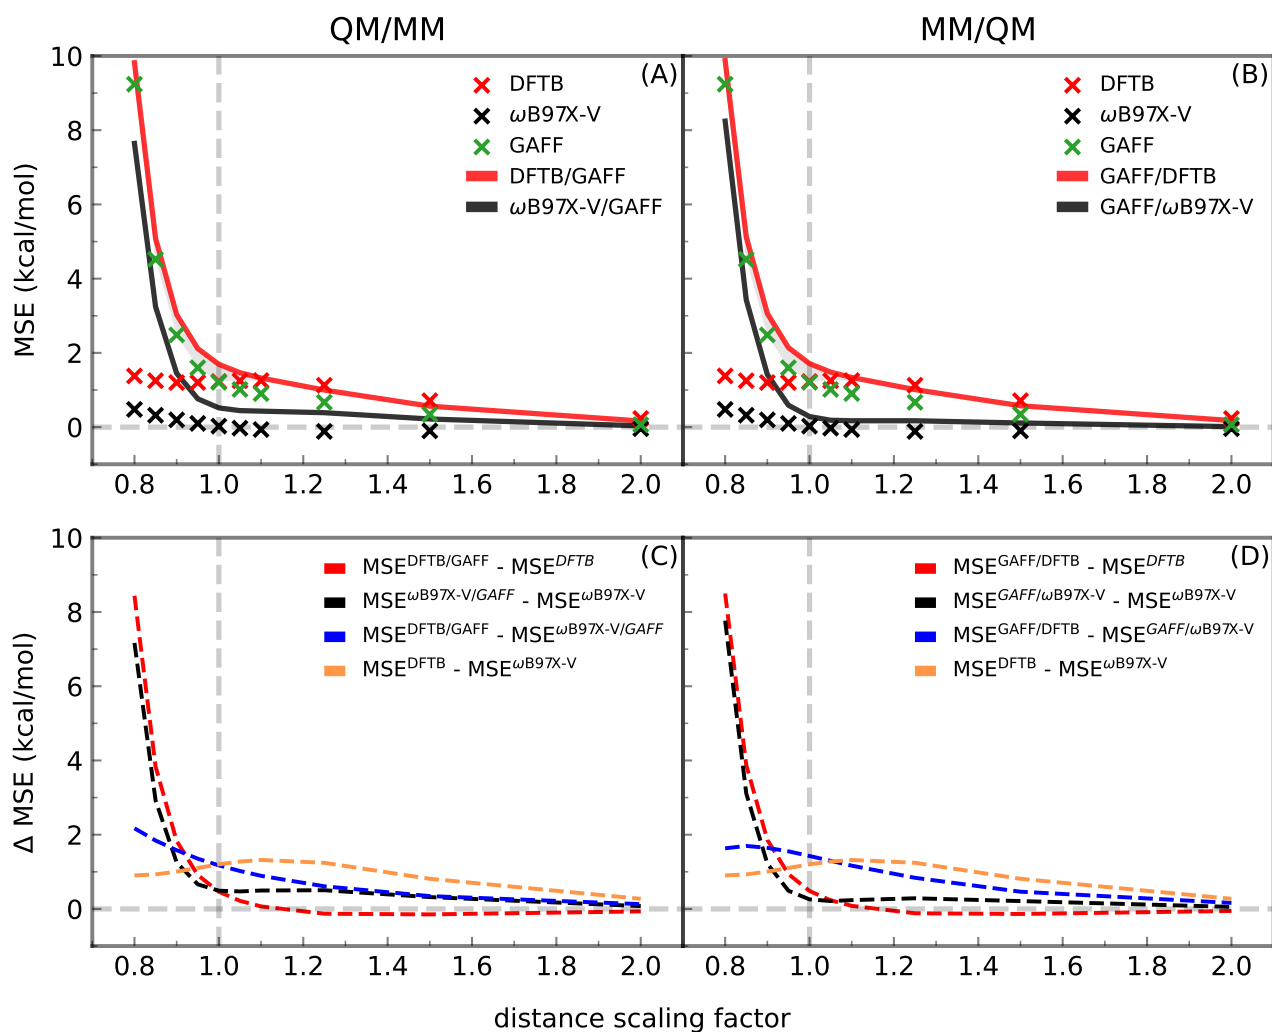 QM/MM
MM/QM
(A)
(B)
MSE (kcal/mol)
10
8
6
4
2
0
DFTB
ωB97X-V
GAFF
DFTB/GAFF
ωB97X-V/GAFF
DFTB
ωB97X-V
GAFF
GAFF/DFTB
GAFF/ωB97X-V
0.8 1.0 1.2 1.4 1.6 1.8 2.0
0.8 1.0 1.2 1.4 1.6 1.8 2.0
(C)
(D)
Δ MSE (kcal/mol)
10
8
6
4
2
0
MSE^DFTB/GAFF - MSE^DFTB
MSE^ωB97X-V/GAFF - MSE^ωB97X-V
MSE^DFTB/GAFF - MSE^ωB97X-V/GAFF
MSE^DFTB - MSE^ωB97X-V
MSE^GAFF/DFTB - MSE^DFTB
MSE^GAFF/ωB97X-V - MSE^ωB97X-V
MSE^GAFF/DFTB - MSE^GAFF/ωB97X-V
MSE^DFTB - MSE^ωB97X-V
0.8 1.0 1.2 1.4 1.6 1.8 2.0
0.8 1.0 1.2 1.4 1.6 1.8 2.0
distance scaling factor